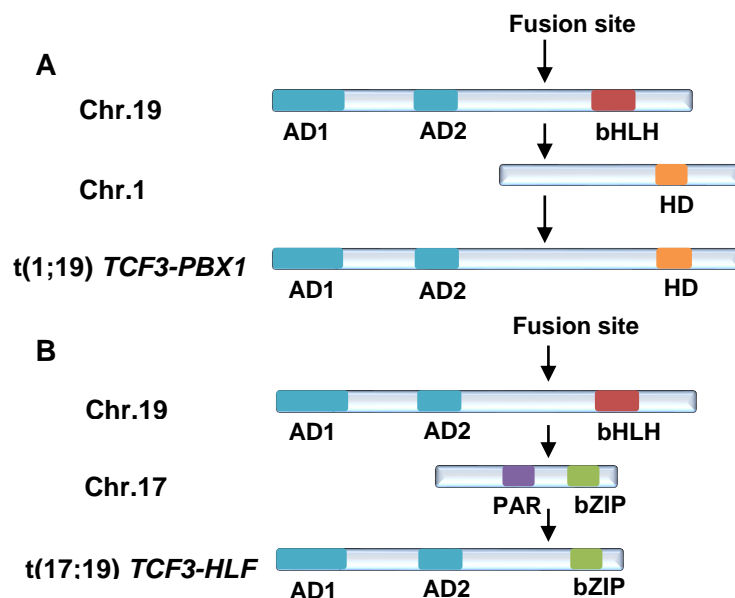 Fusion site
A
Chr.19
AD1 AD2 bHLH
Chr.1
HD
t(1;19) TCF3-PBX1
AD1 AD2 HD
Fusion site
B
Chr.19
AD1 AD2 bHLH
Chr.17
PAR bZIP
t(17;19) TCF3-HLF
AD1 AD2 bZIP